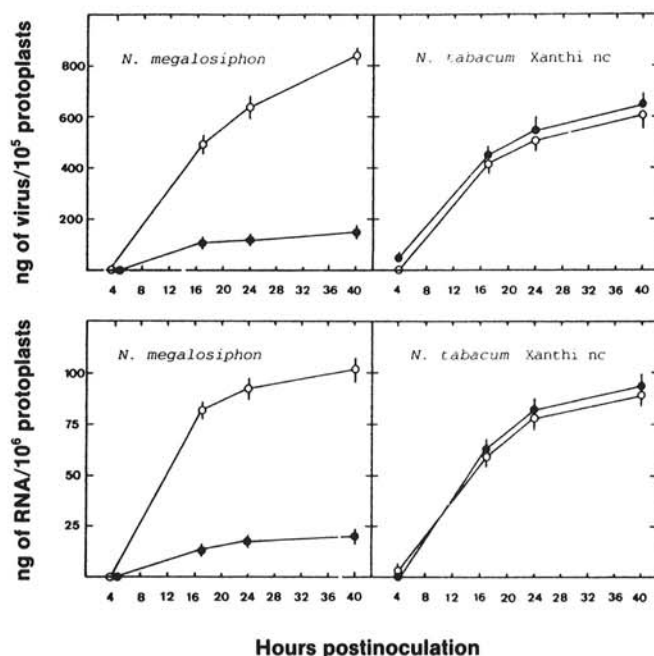 N. megalosiphon
N. tabacum Xanthi nc
ng of virus/10⁵ protoplasts
800
600
400
200
4 8 12 16 20 24 28 32 36 40
4 8 12 16 20 24 28 32 36 40
N. megalosiphon
N. tabacum Xanthi nc
ng of RNA/10⁶ protoplasts
100
75
50
25
4 8 12 16 20 24 28 32 36 40
4 8 12 16 20 24 28 32 36 40
Hours postinoculation